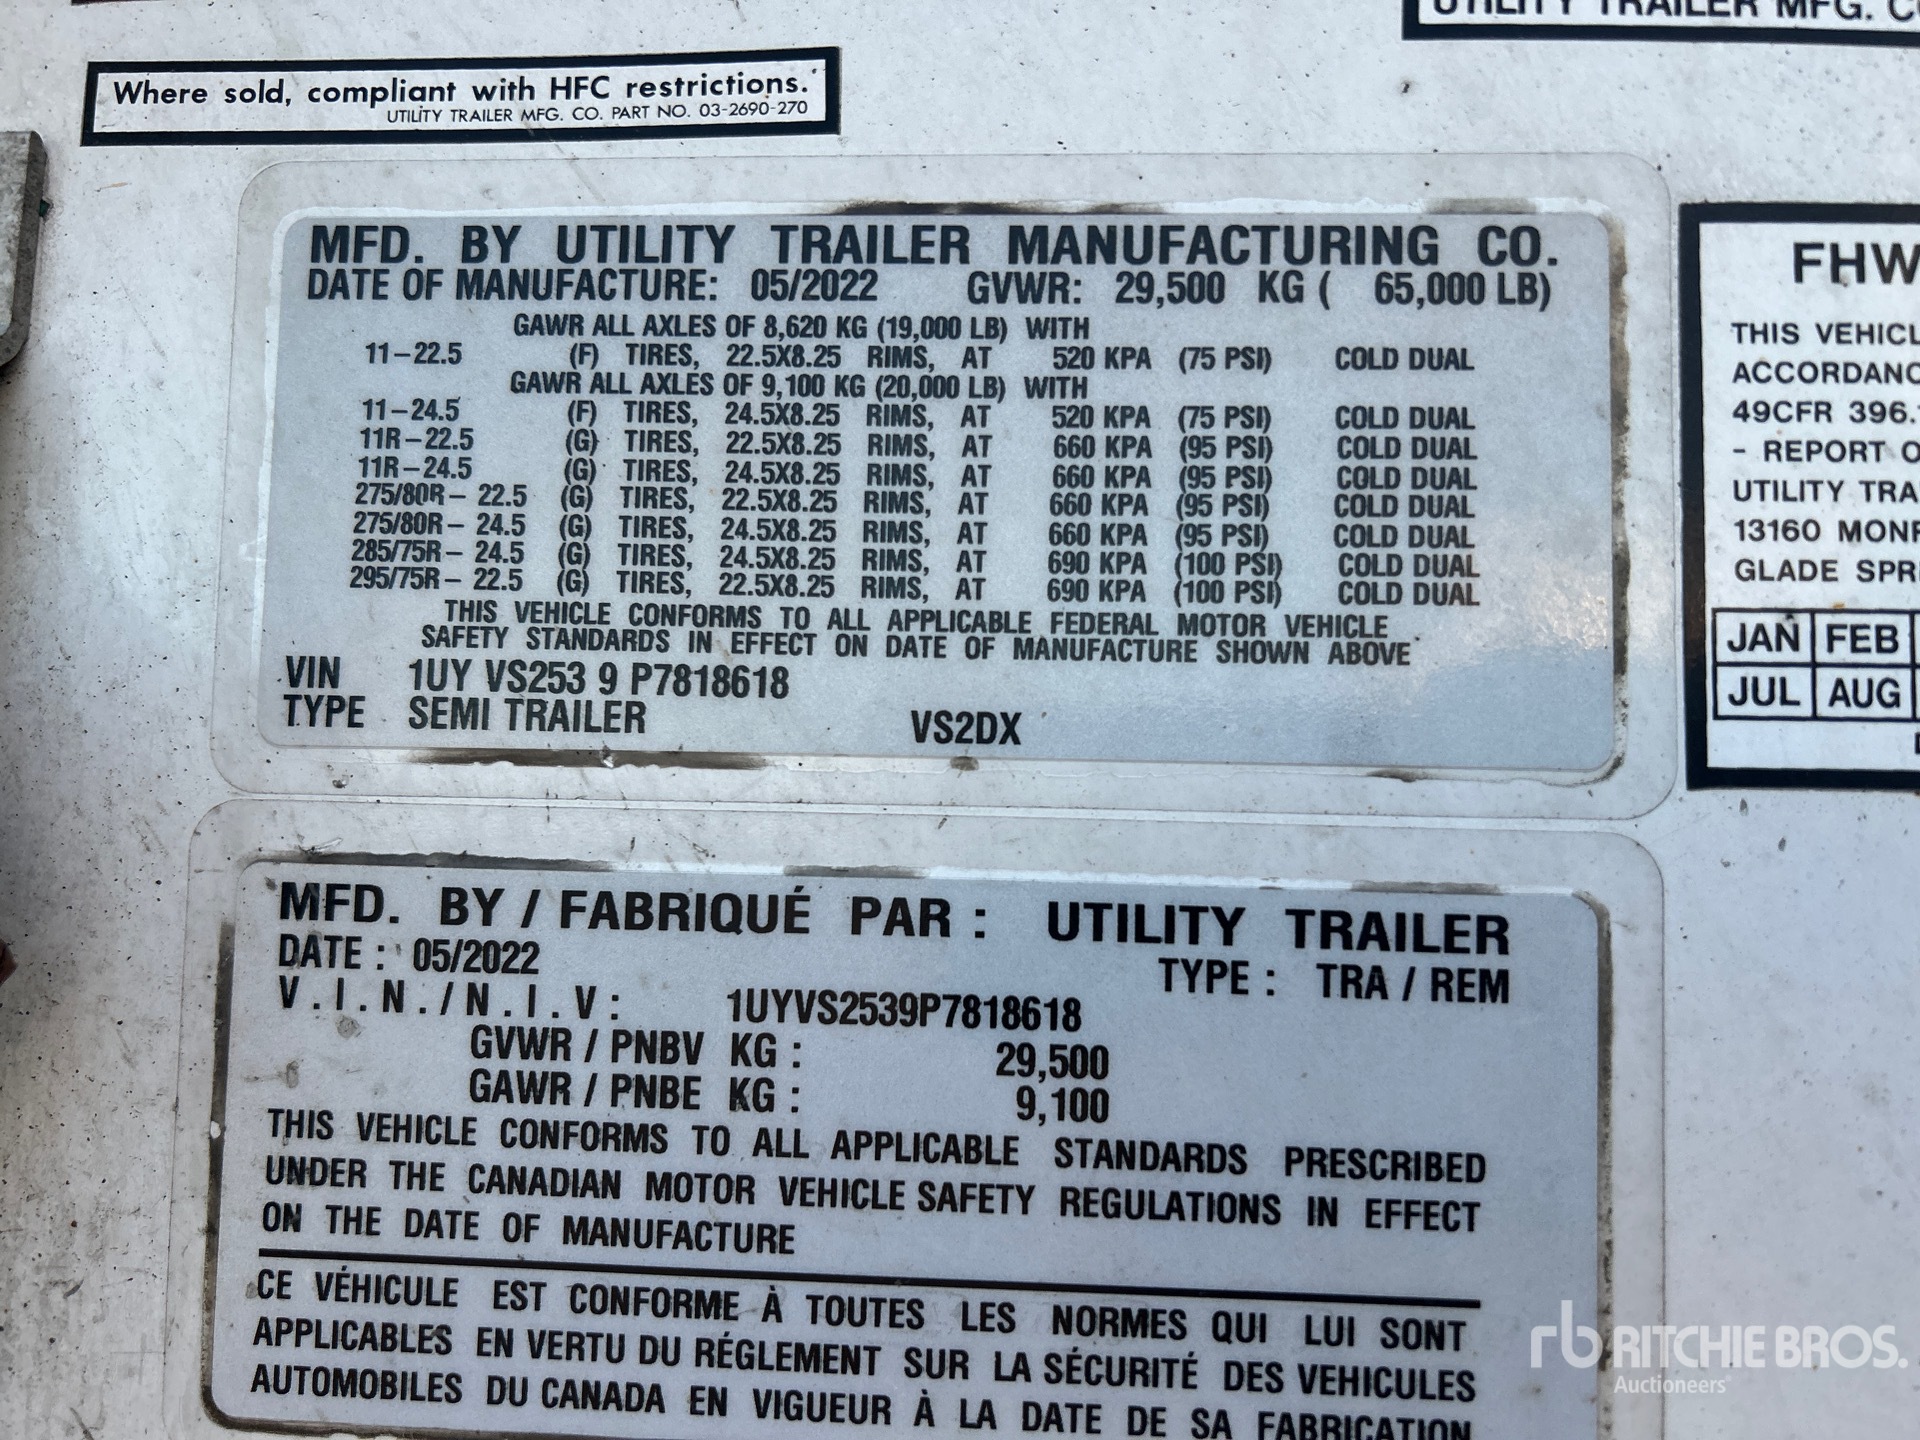 UTILITY TRAILER MFG. CO
Where sold, compliant with HFC restrictions.
UTILITY TRAILER MFG. CO. PART NO. 03-2690-270
MFD. BY UTILITY TRAILER MANUFACTURING CO.
DATE OF MANUFACTURE: 05/2022 GVWR: 29,500 KG ( 65,000 LB)
GAWR ALL AXLES OF 8,620 KG (19,000 LB) WITH
11-22.5 (F) TIRES, 22.5X8.25 RIMS, AT 520 KPA (75 PSI) COLD DUAL
GAWR ALL AXLES OF 9,100 KG (20,000 LB) WITH
11-24.5 (F) TIRES, 24.5X8.25 RIMS, AT 520 KPA (75 PSI) COLD DUAL
11R-22.5 (G) TIRES, 22.5X8.25 RIMS, AT 660 KPA (95 PSI) COLD DUAL
11R-24.5 (G) TIRES, 24.5X8.25 RIMS, AT 660 KPA (95 PSI) COLD DUAL
275/80R-22.5 (G) TIRES, 22.5X8.25 RIMS, AT 660 KPA (95 PSI) COLD DUAL
275/80R-24.5 (G) TIRES, 24.5X8.25 RIMS, AT 660 KPA (95 PSI) COLD DUAL
285/75R-24.5 (G) TIRES, 24.5X8.25 RIMS, AT 690 KPA (100 PSI) COLD DUAL
295/75R-22.5 (G) TIRES, 22.5X8.25 RIMS, AT 690 KPA (100 PSI) COLD DUAL
THIS VEHICLE CONFORMS TO ALL APPLICABLE FEDERAL MOTOR VEHICLE
SAFETY STANDARDS IN EFFECT ON DATE OF MANUFACTURE SHOWN ABOVE
VIN 1UY VS253 9 P7818618
TYPE SEMI TRAILER VS2DX
FHW
THIS VEHICL
ACCORDANC
49CFR 396.
- REPORT O
UTILITY TRA
13160 MONR
GLADE SPRI
JAN FEB
JUL AUG
MFD. BY / FABRIQUÉ PAR : UTILITY TRAILER
DATE : 05/2022 TYPE : TRA / REM
V.I.N./N.I.V: 1UYVS2539P7818618
GVWR / PNBV KG : 29,500
GAWR / PNBE KG : 9,100
THIS VEHICLE CONFORMS TO ALL APPLICABLE STANDARDS PRESCRIBED
UNDER THE CANADIAN MOTOR VEHICLE SAFETY REGULATIONS IN EFFECT
ON THE DATE OF MANUFACTURE
CE VÉHICULE EST CONFORME À TOUTES LES NORMES QUI LUI SONT
APPLICABLES EN VERTU DU RÉGLEMENT SUR LA SÉCURITÉ DES VEHICULES
AUTOMOBILES DU CANADA EN VIGUEUR À LA DATE DE SA FABRICATION
rb RITCHIE BROS.
Auctioneers